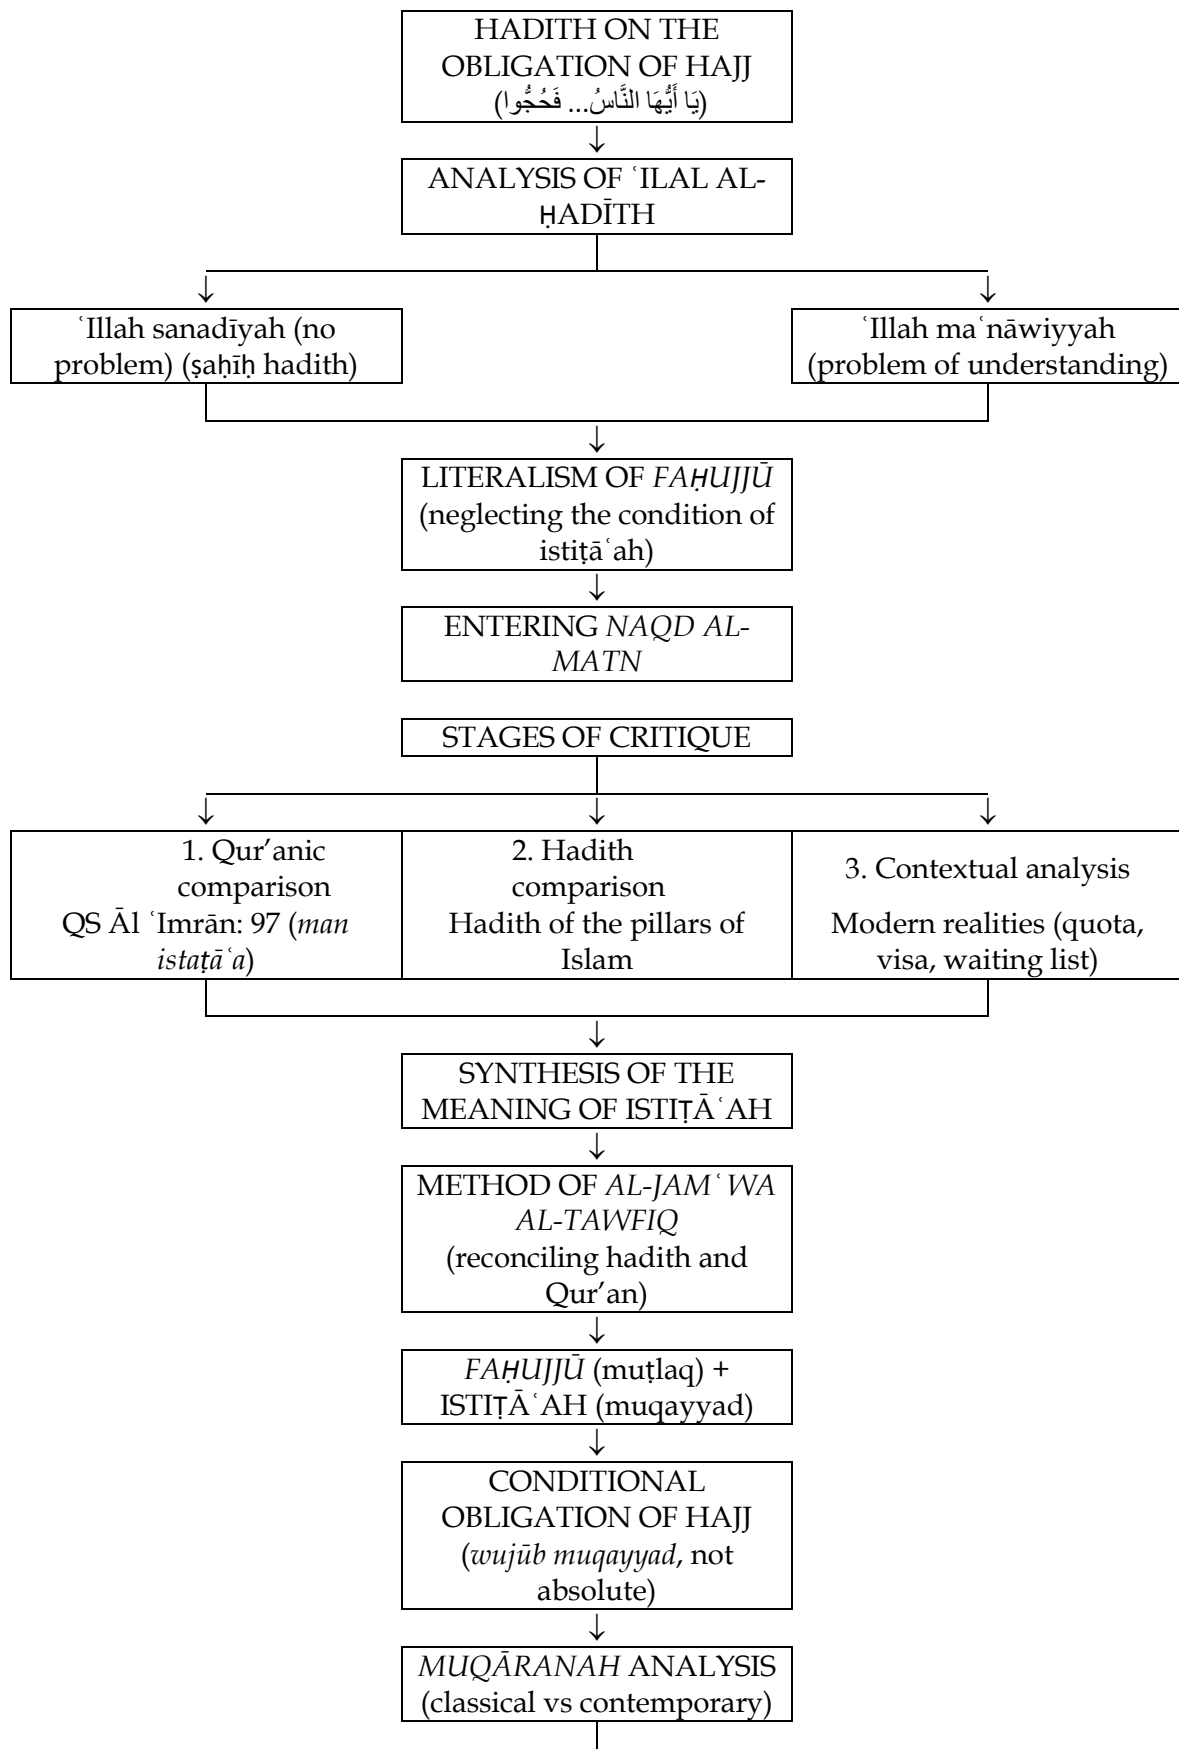 HADITH ON THE
OBLIGATION OF HAJJ
(يَا أَيُّهَا النَّاسُ... فَحُجُّوا)
↓
ANALYSIS OF ʿILAL AL-
ḤADĪTH
↓ ↓
ʿIllah sanadīyah (no
problem) (ṣaḥīḥ hadith)
ʿIllah maʿnāwiyyah
(problem of understanding)
↓
LITERALISM OF FAḤUJJŪ
(neglecting the condition of
istiṭāʿah)
↓
ENTERING NAQD AL-
MATN
STAGES OF CRITIQUE
↓ ↓ ↓
1. Qur’anic
comparison
QS Āl ʿImrān: 97 (man
istaṭāʿa)
2. Hadith
comparison
Hadith of the pillars of
Islam
3. Contextual analysis
Modern realities (quota,
visa, waiting list)
↓
SYNTHESIS OF THE
MEANING OF ISTIṬĀʿAH
↓
METHOD OF AL-JAMʿ WA
AL-TAWFIQ
(reconciling hadith and
Qur’an)
↓
FAḤUJJŪ (muṭlaq) +
ISTIṬĀʿAH (muqayyad)
↓
CONDITIONAL
OBLIGATION OF HAJJ
(wujūb muqayyad, not
absolute)
↓
MUQĀRANAH ANALYSIS
(classical vs contemporary)